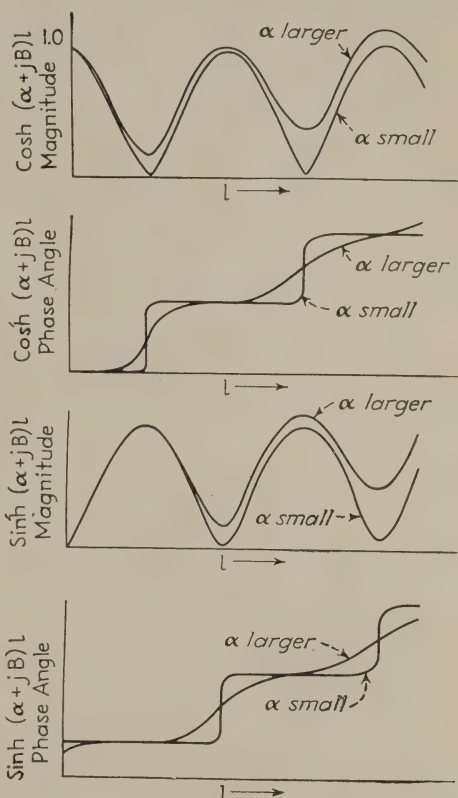 Cosh (α+jB)l
Magnitude
1.0
α larger
α small
l
Cosh (α+jB)l
Phase Angle
α larger
α small
l
Sinh (α+jB)l
Magnitude
α larger
α small
l
Sinh (α+jB)l
Phase Angle
α larger
α small
l